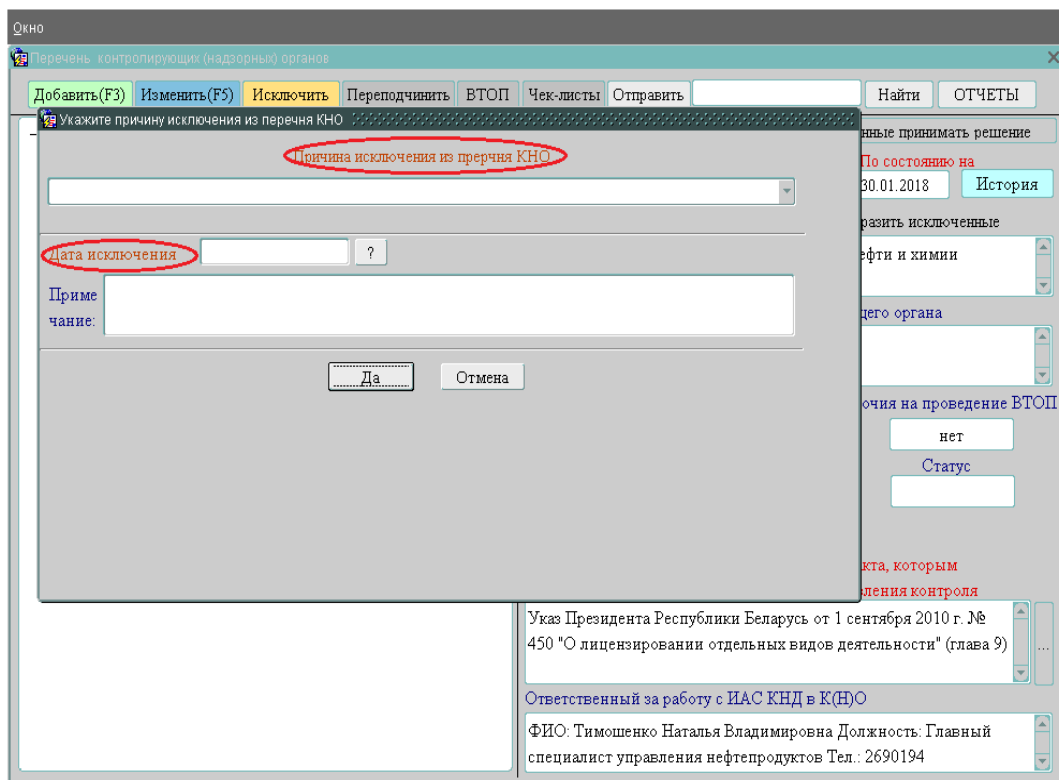 Окно
Перечень контролирующих (надзорных) органов
Добавить(F3) Изменить(F5) Исключить Переподчинить ВТОП Чек-листы Отправить Найти ОТЧЕТЫ
Укажите причину исключения из перечня КНО
нные принимать решение
Причина исключения из прерчня КНО
По состоянию на
30.01.2018 История
разить исключенные
Дата исключения ?
ефти и химии
Приме
чание:
щего органа
Да Отмена
очия на проведение ВТОП
нет
Статус
кта, которым
ления контроля
Указ Президента Республики Беларусь от 1 сентября 2010 г. №
450 "О лицензировании отдельных видов деятельности" (глава 9)
...
Ответственный за работу с ИАС КНД в К(Н)О
ФИО: Тимошенко Наталья Владимировна Должность: Главный
специалист управления нефтепродуктов Тел.: 2690194